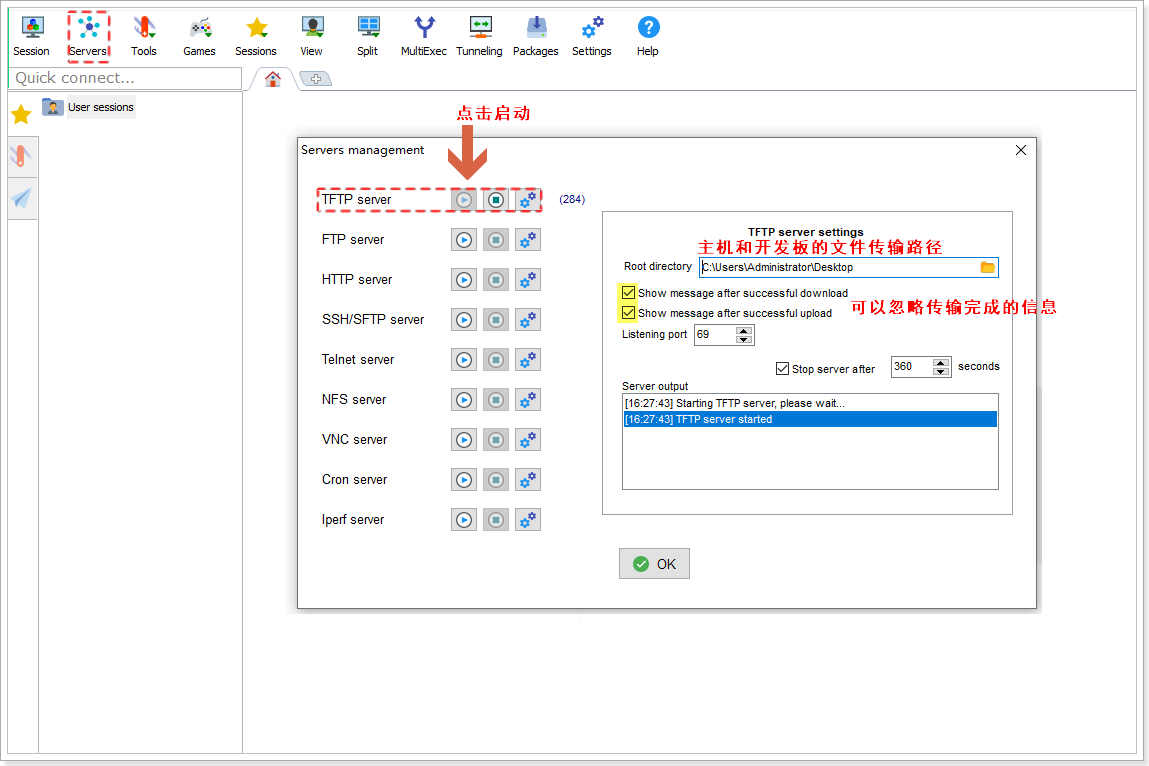 Session Servers Tools Games Sessions View Split MultiExec Tunneling Packages Settings Help
Quick connect...
User sessions
点击启动
Servers management
TFTP server (284)
FTP server
HTTP server
SSH/SFTP server
Telnet server
NFS server
VNC server
Cron server
Iperf server
TFTP server settings
主机和开发板的文件传输路径
Root directory C:\Users\Administrator\Desktop
Show message after successful download
可以忽略传输完成的信息
Show message after successful upload
Listening port 69
Stop server after 360 seconds
Server output
[16:27:43] Starting TFTP server, please wait...
[16:27:43] TFTP server started
OK